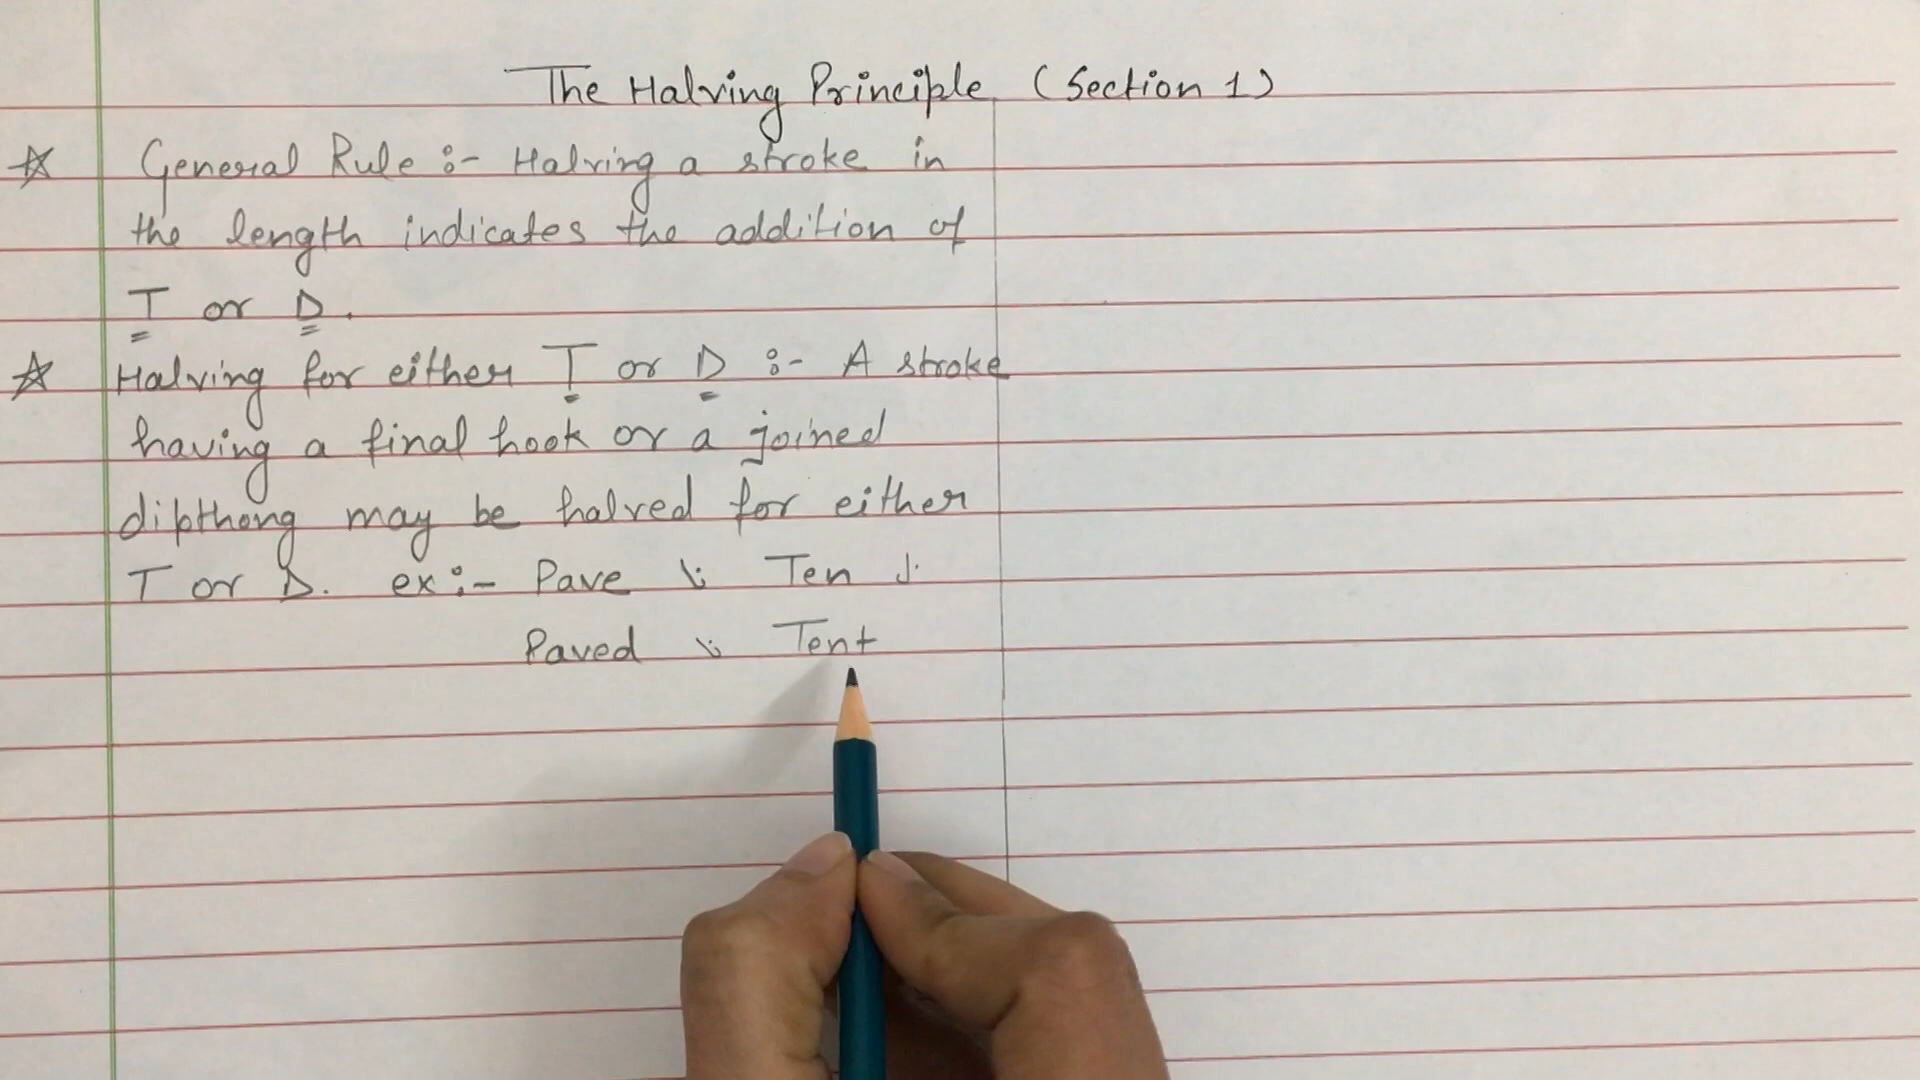 The Halving Principle (Section 1)
☆ General Rule :- Halving a stroke in
the length indicates the addition of
T or D.
☆ Halving for either T or D :- A stroke
having a final hook or a joined
dipthong may be halved for either
T or D. ex:- Pave Ten
Paved Tent